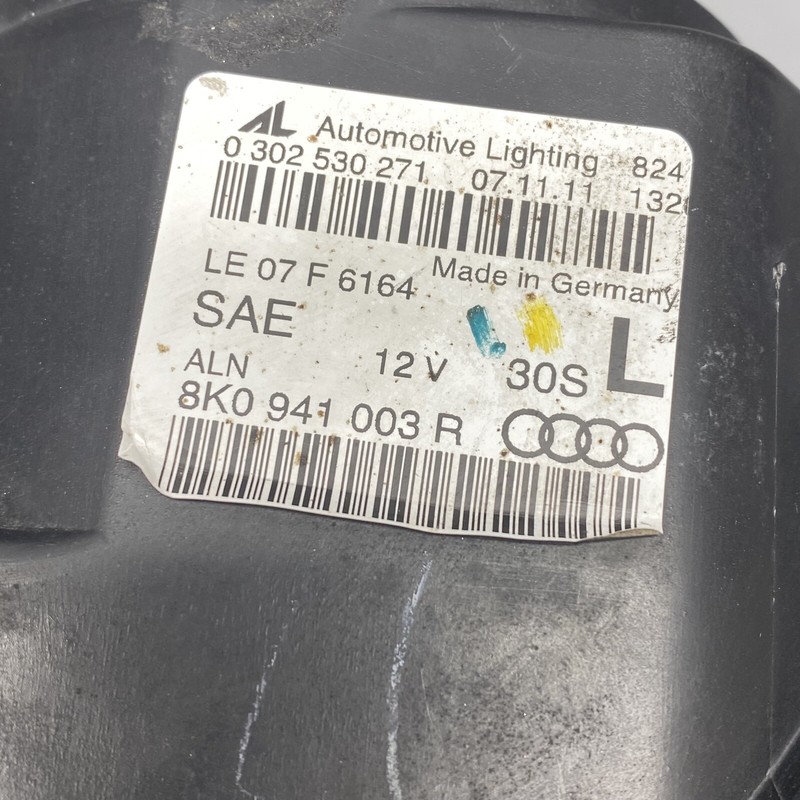 AL Automotive Lighting 824
0 302 530 271 07.11.11 132
Made in Germany
LE 07 F 6164
SAE
L
ALN 12 V 30S
8K0 941 003 R